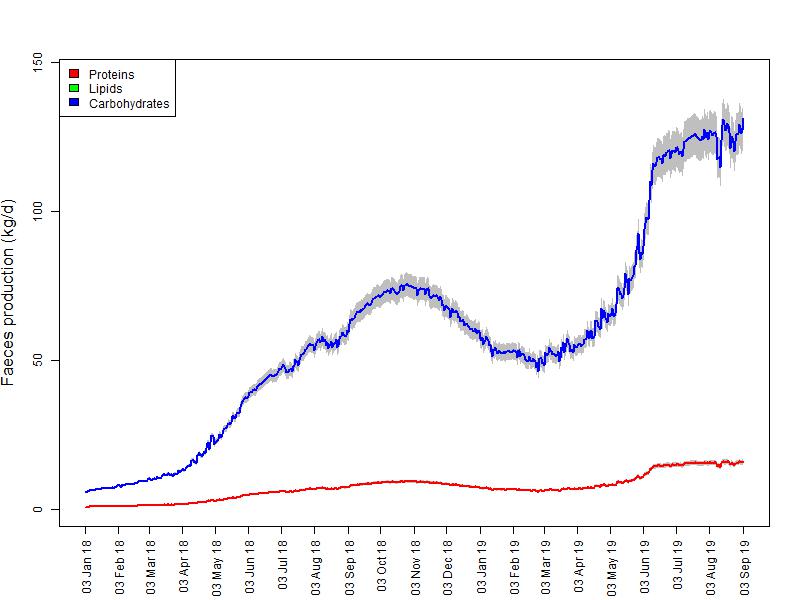 Proteins
Lipids
Carbohydrates
Faeces production (kg/d)
150
100
50
0
03 Jan 18
03 Feb 18
03 Mar 18
03 Apr 18
03 May 18
03 Jun 18
03 Jul 18
03 Aug 18
03 Sep 18
03 Oct 18
03 Nov 18
03 Dec 18
03 Jan 19
03 Feb 19
03 Mar 19
03 Apr 19
03 May 19
03 Jun 19
03 Jul 19
03 Aug 19
03 Sep 19